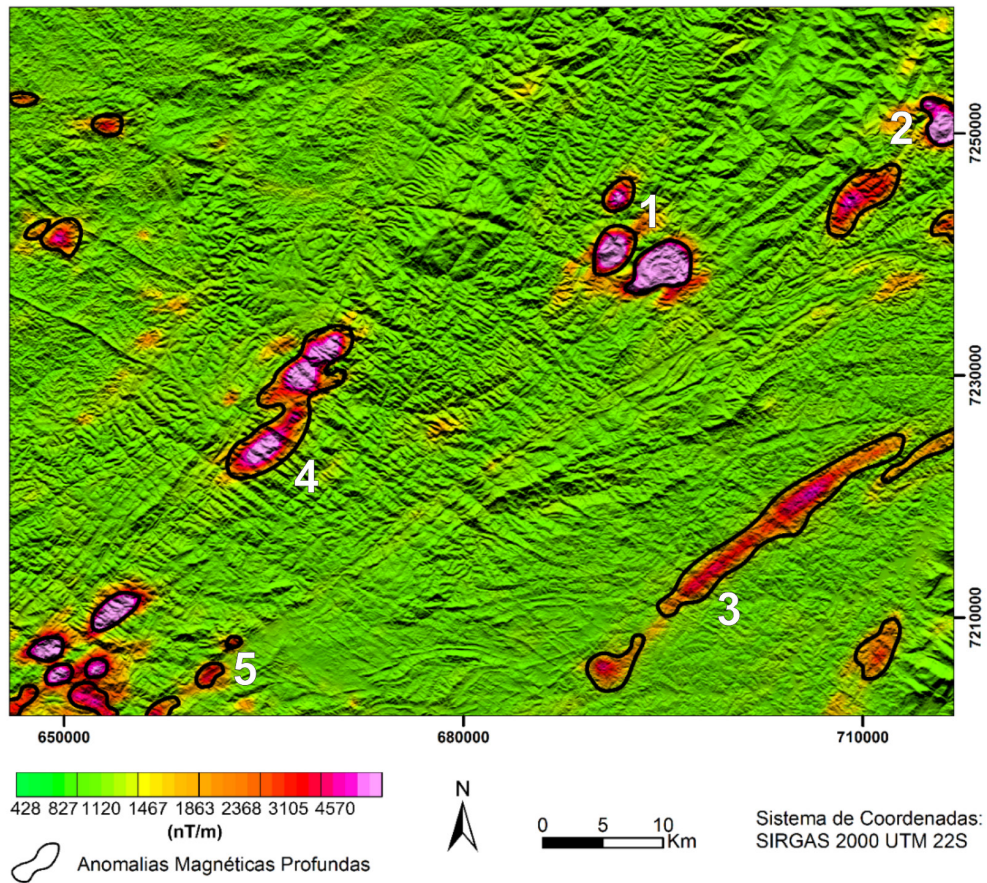 1
2
3
4
5
7250000
7230000
7210000
650000
680000
710000
428 827 1120 1467 1863 2368 3105 4570
(nT/m)
Anomalias Magnéticas Profundas
N
0 5 10
Km
Sistema de Coordenadas:
SIRGAS 2000 UTM 22S